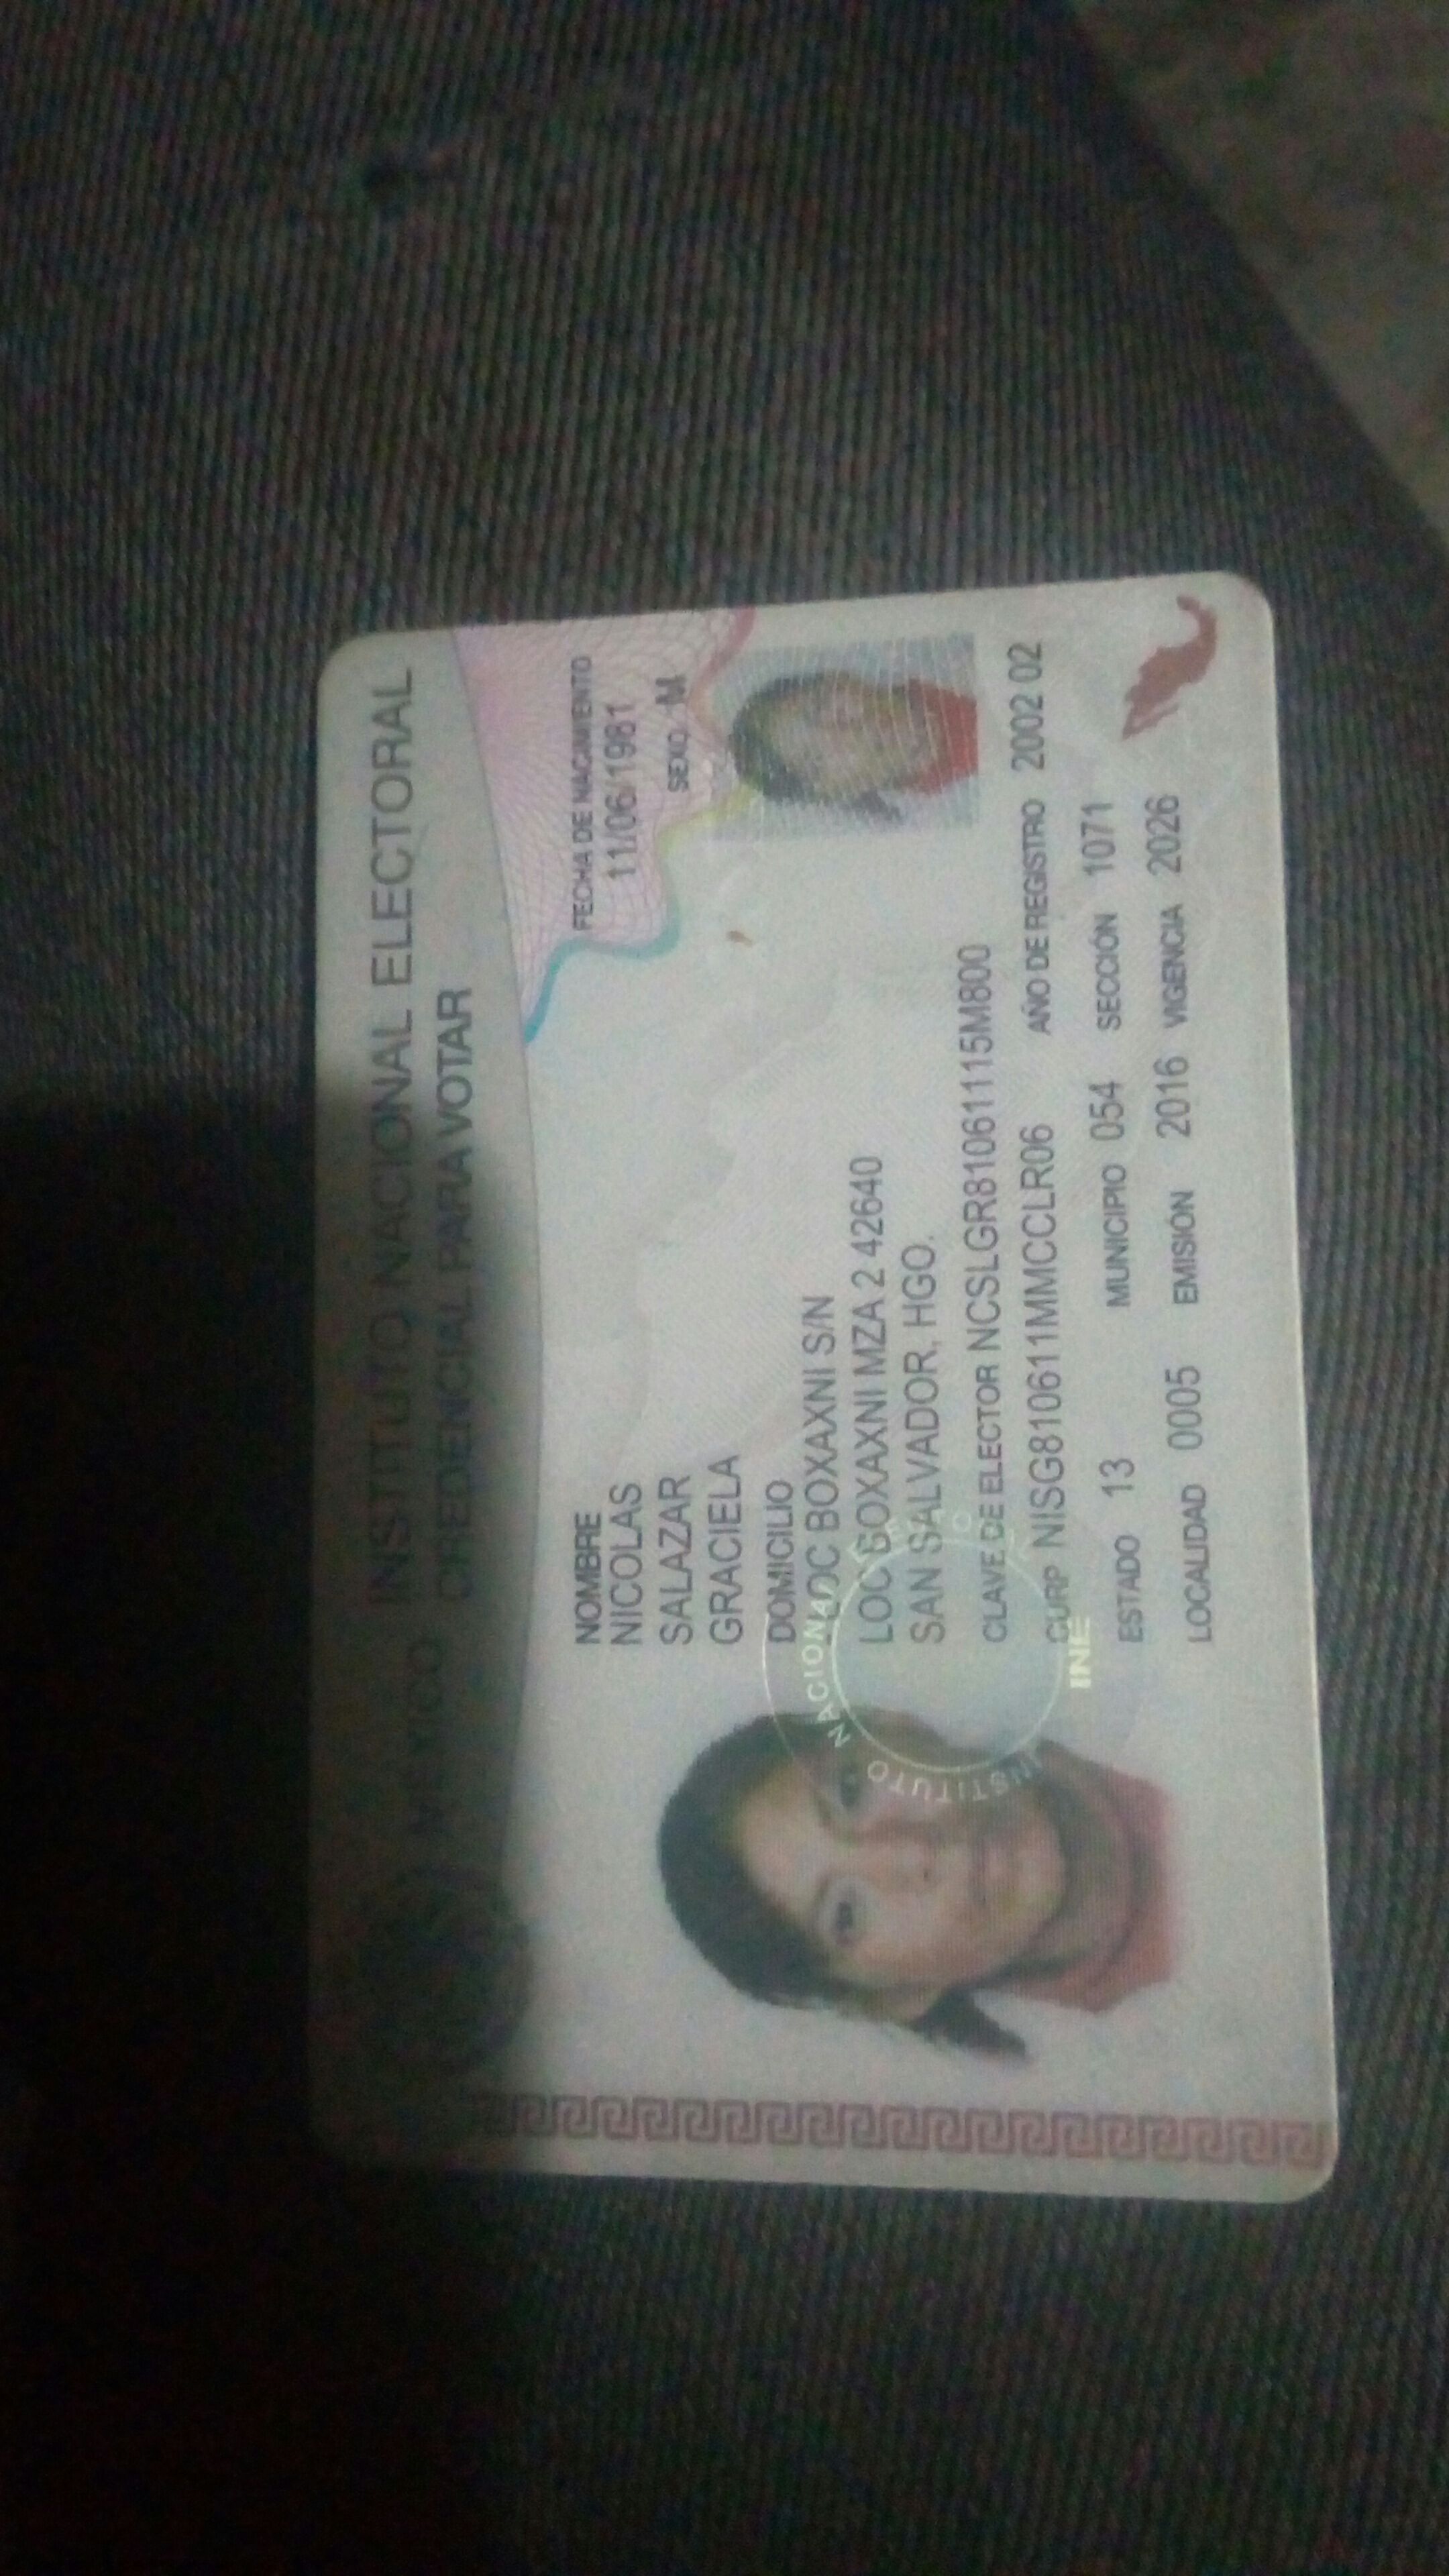 MÉXICO INSTITUTO NACIONAL ELECTORAL
CREDENCIAL PARA VOTAR
NOMBRE
NICOLAS
SALAZAR
GRACIELA
FECHA DE NACIMIENTO
11/06/1981
SEXO M
DOMICILIO
LOC BOXAXNI S/N
LOC BOXAXNI MZA 2 42640
SAN SALVADOR, HGO.
CLAVE DE ELECTOR NCSLGR81061115M800
CURP NISG810611MMCCLR06 AÑO DE REGISTRO 2002 02
ESTADO 13 MUNICIPIO 054 SECCIÓN 1071
LOCALIDAD 0005 EMISIÓN 2016 VIGENCIA 2026
INSTITUTO NACIONAL
INE